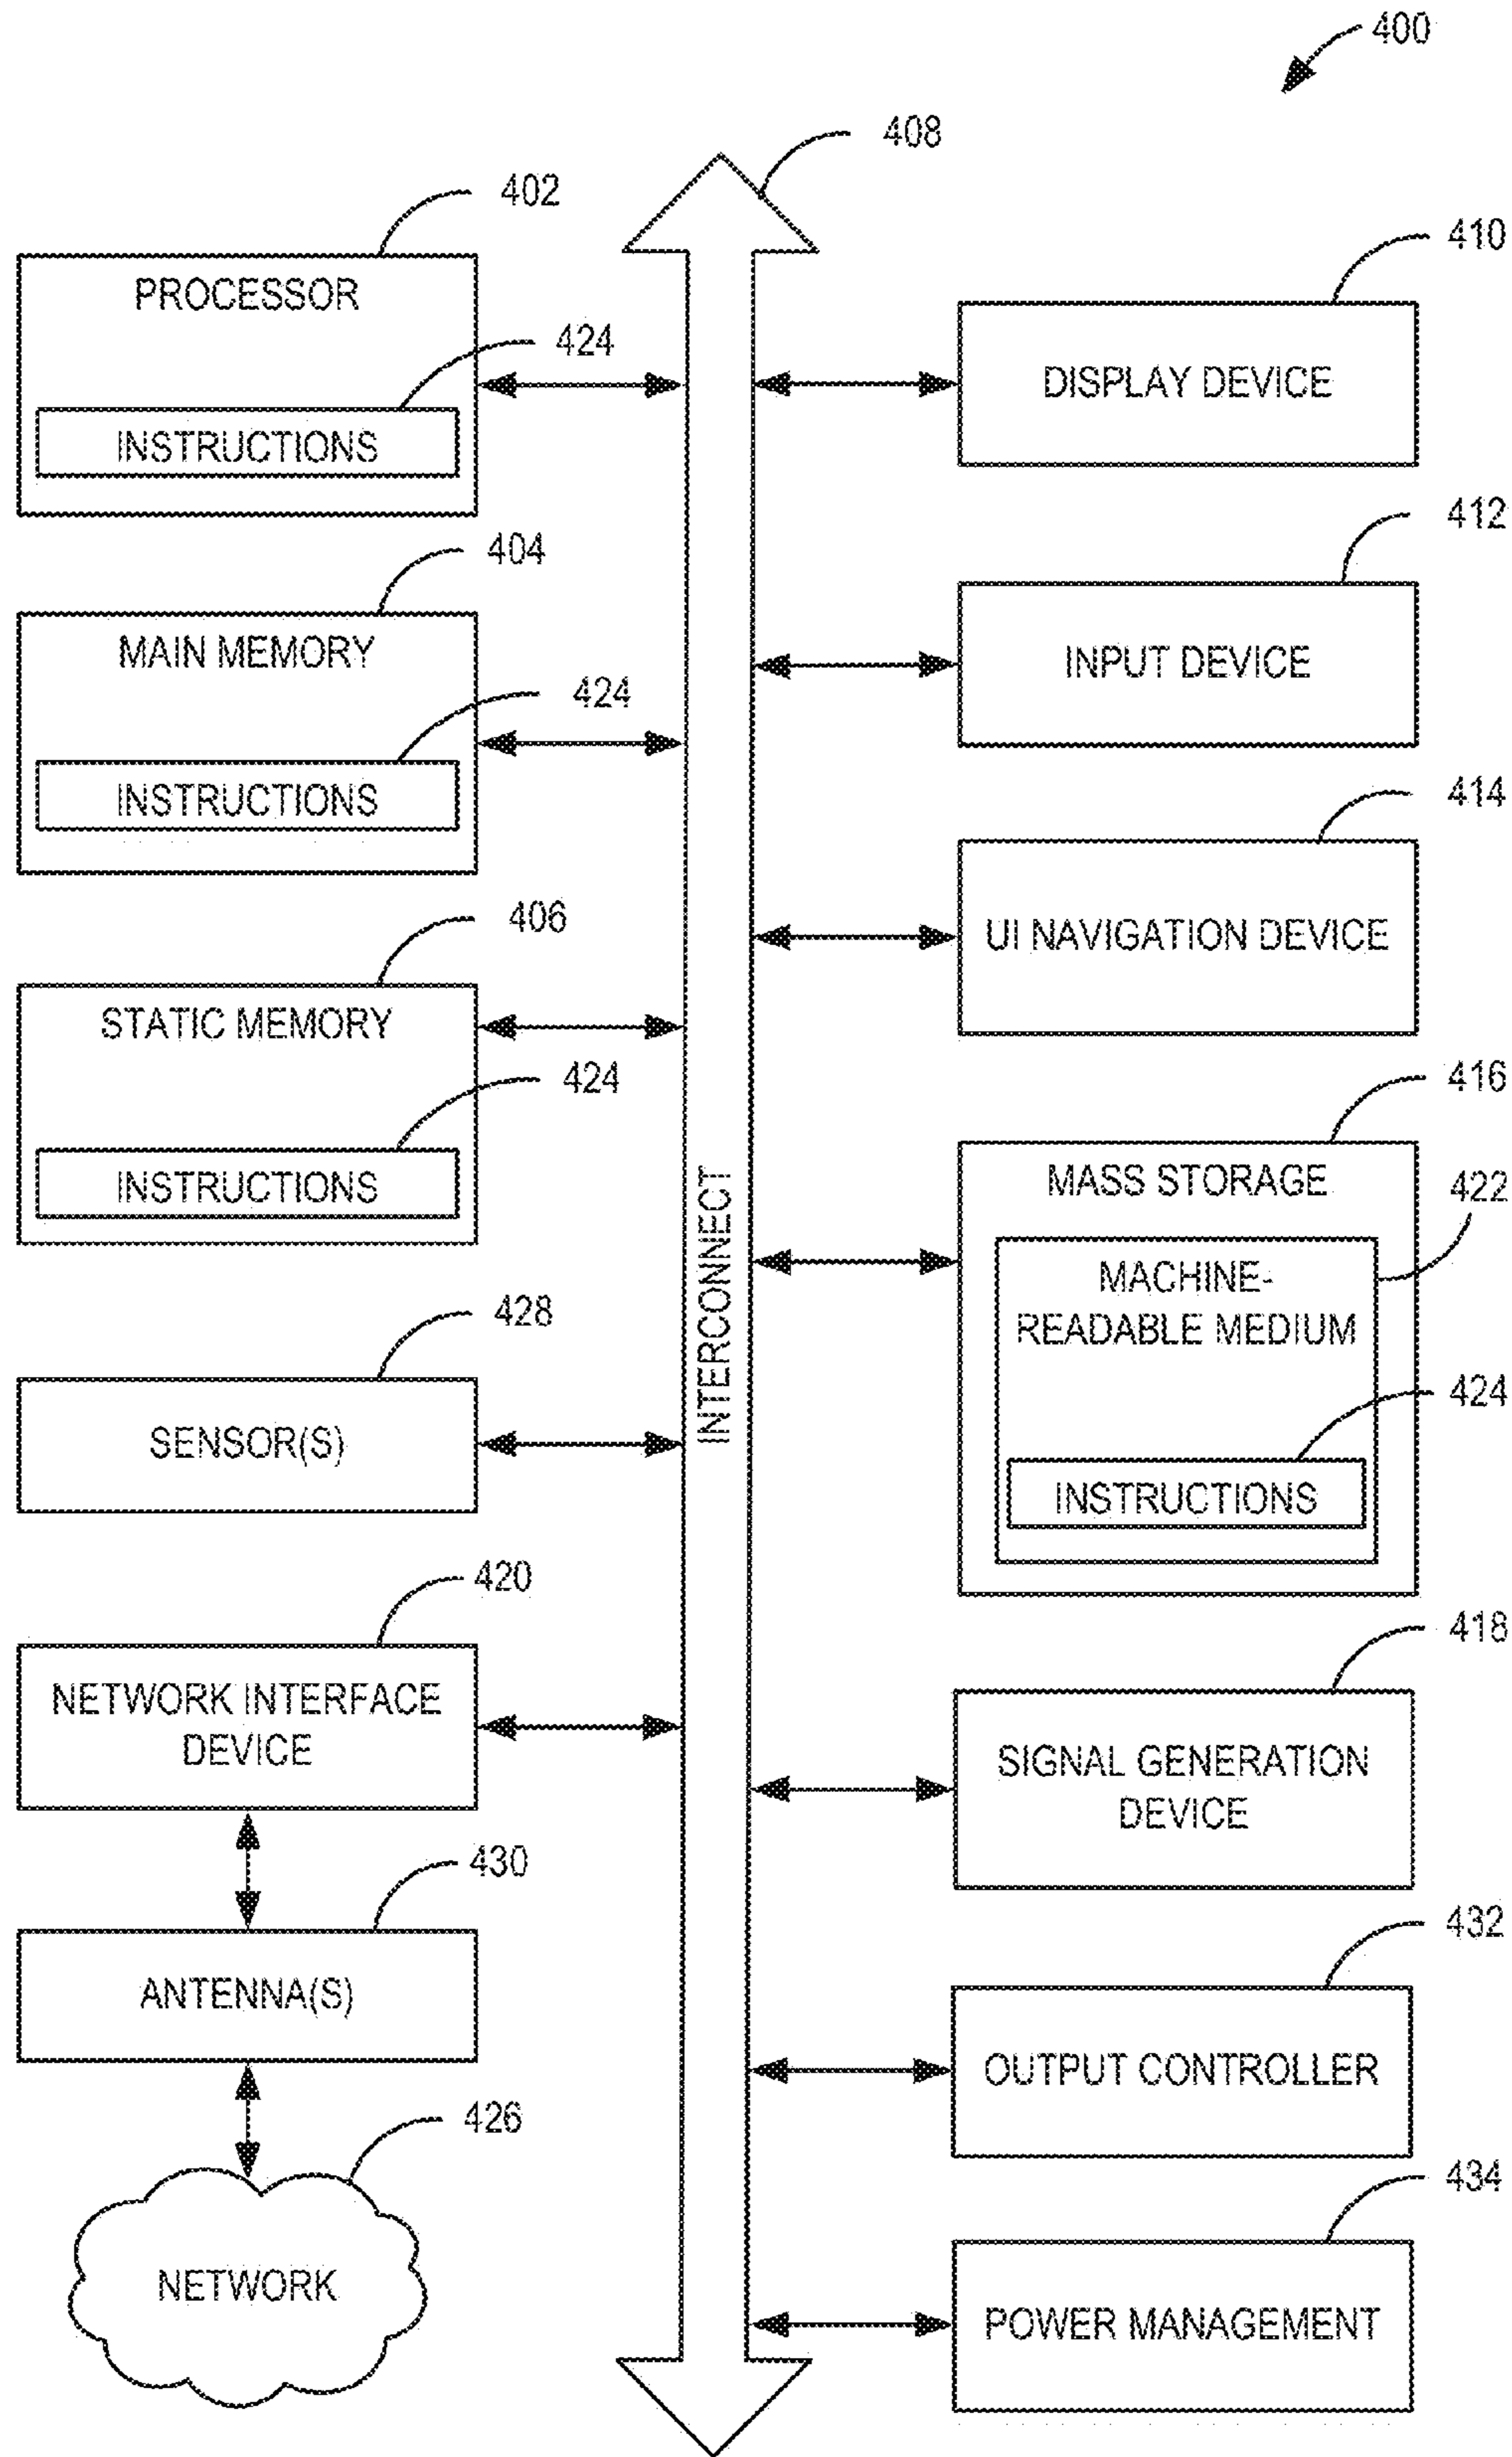 400
408
402
PROCESSOR
424
INSTRUCTIONS
404
MAIN MEMORY
424
INSTRUCTIONS
406
STATIC MEMORY
424
INSTRUCTIONS
428
SENSOR(S)
420
NETWORK INTERFACE
DEVICE
430
ANTENNA(S)
426
NETWORK
INTERCONNECT
410
DISPLAY DEVICE
412
INPUT DEVICE
414
UI NAVIGATION DEVICE
416
MASS STORAGE
422
MACHINE-
READABLE MEDIUM
424
INSTRUCTIONS
418
SIGNAL GENERATION
DEVICE
432
OUTPUT CONTROLLER
434
POWER MANAGEMENT